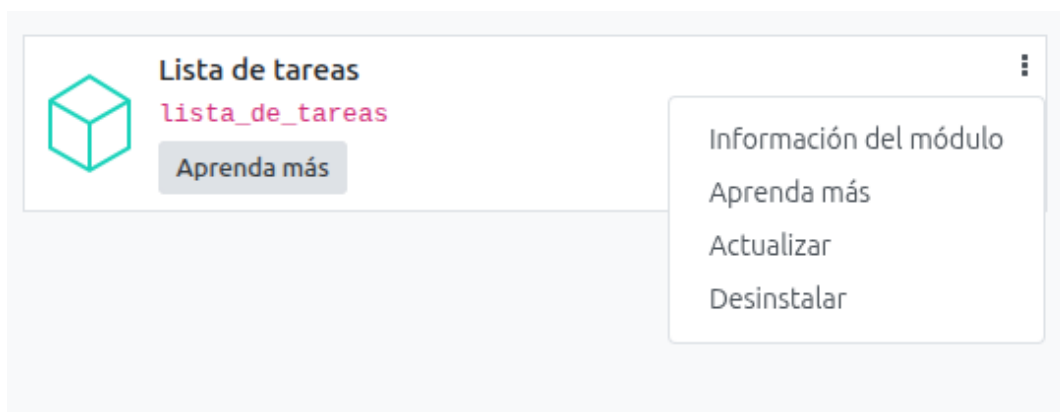 Lista de tareas
lista_de_tareas
Aprenda más
Información del módulo
Aprenda más
Actualizar
Desinstalar